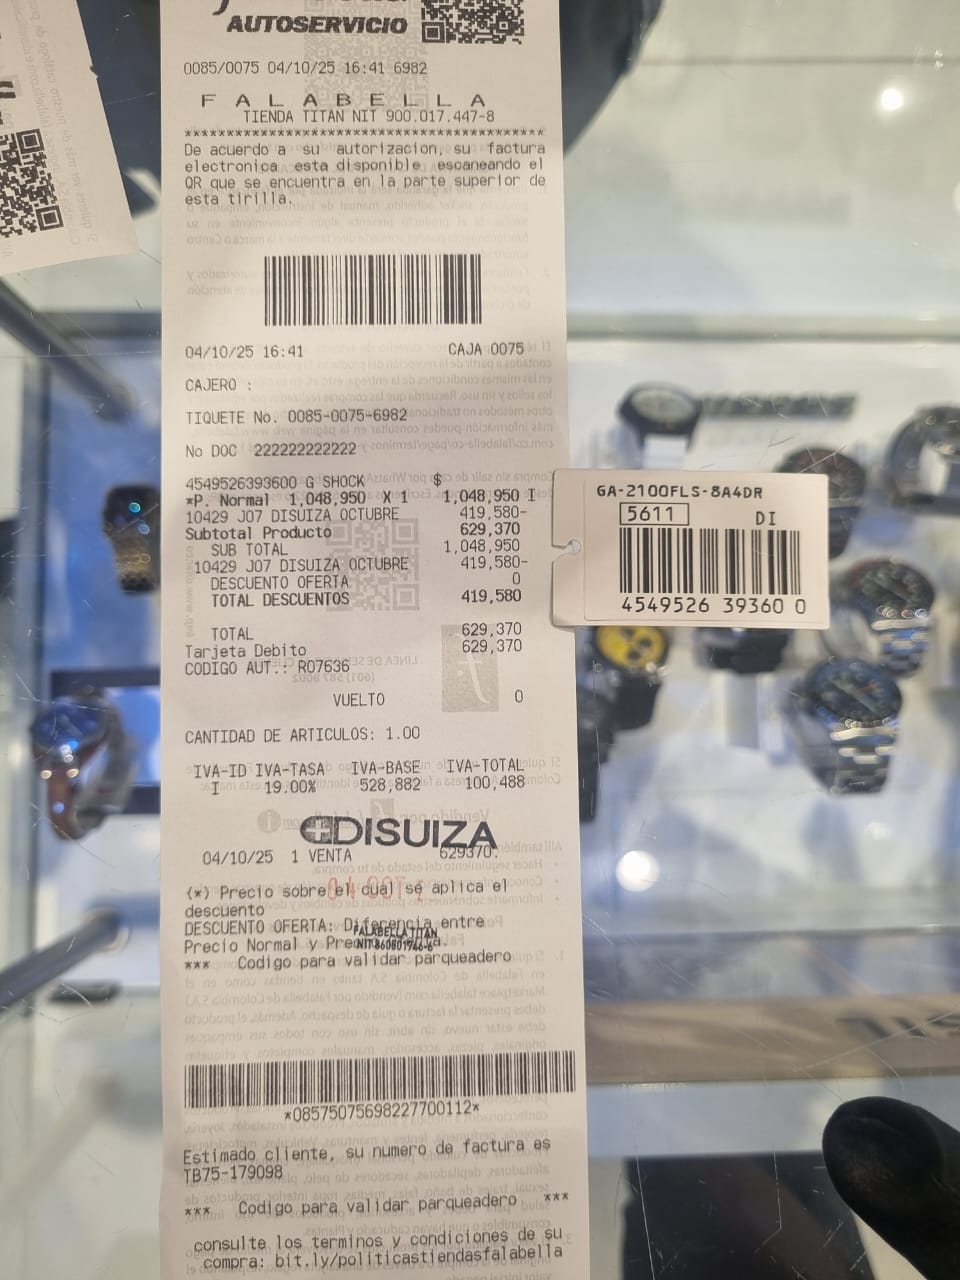 AUTOSERVICIO
0085/0075 04/10/25 16:41 6982
F A L A B E L L A
TIENDA TITAN NIT 900.017.447-8
De acuerdo a su autorizacion, su factura
electronica esta disponible escaneando el
QR que se encuentra en la parte superior de
esta tirilla.
04/10/25 16:41 CAJA 0075
CAJERO :
TIQUETE No. 0085-0075-6982
No DOC 222222222222
4549526393600 G SHOCK $
*P. Normal 1,048,950 X 1 1,048,950 I
10429 J07 DISUIZA OCTUBRE 419,580-
Subtotal Producto 629,370
SUB TOTAL 1,048,950
10429 J07 DISUIZA OCTUBRE 419,580-
DESCUENTO OFERTA 0
TOTAL DESCUENTOS 419,580
TOTAL 629,370
Tarjeta Debito 629,370
CODIGO AUT.: R07636
VUELTO 0
CANTIDAD DE ARTICULOS: 1.00
IVA-ID IVA-TASA IVA-BASE IVA-TOTAL
I 19.00% 528,882 100,488
DISUIZA
04/10/25 1 VENTA 629370.
(*) Precio sobre el cual se aplica el
descuento
DESCUENTO OFERTA: Diferencia entre
FALABELLA TITAN
Precio Normal y
NIT 860801946-6
*** Codigo para validar parqueadero
*08575075698227700112*
Estimado cliente, su numero de factura es
TB75-179098
*** Codigo para validar parqueadero ***
consulte los terminos y condiciones de su
compra: bit.ly/politicastiendasfalabella
GA-2100FLS-8A4DR
5611 DI
4549526 39360 0